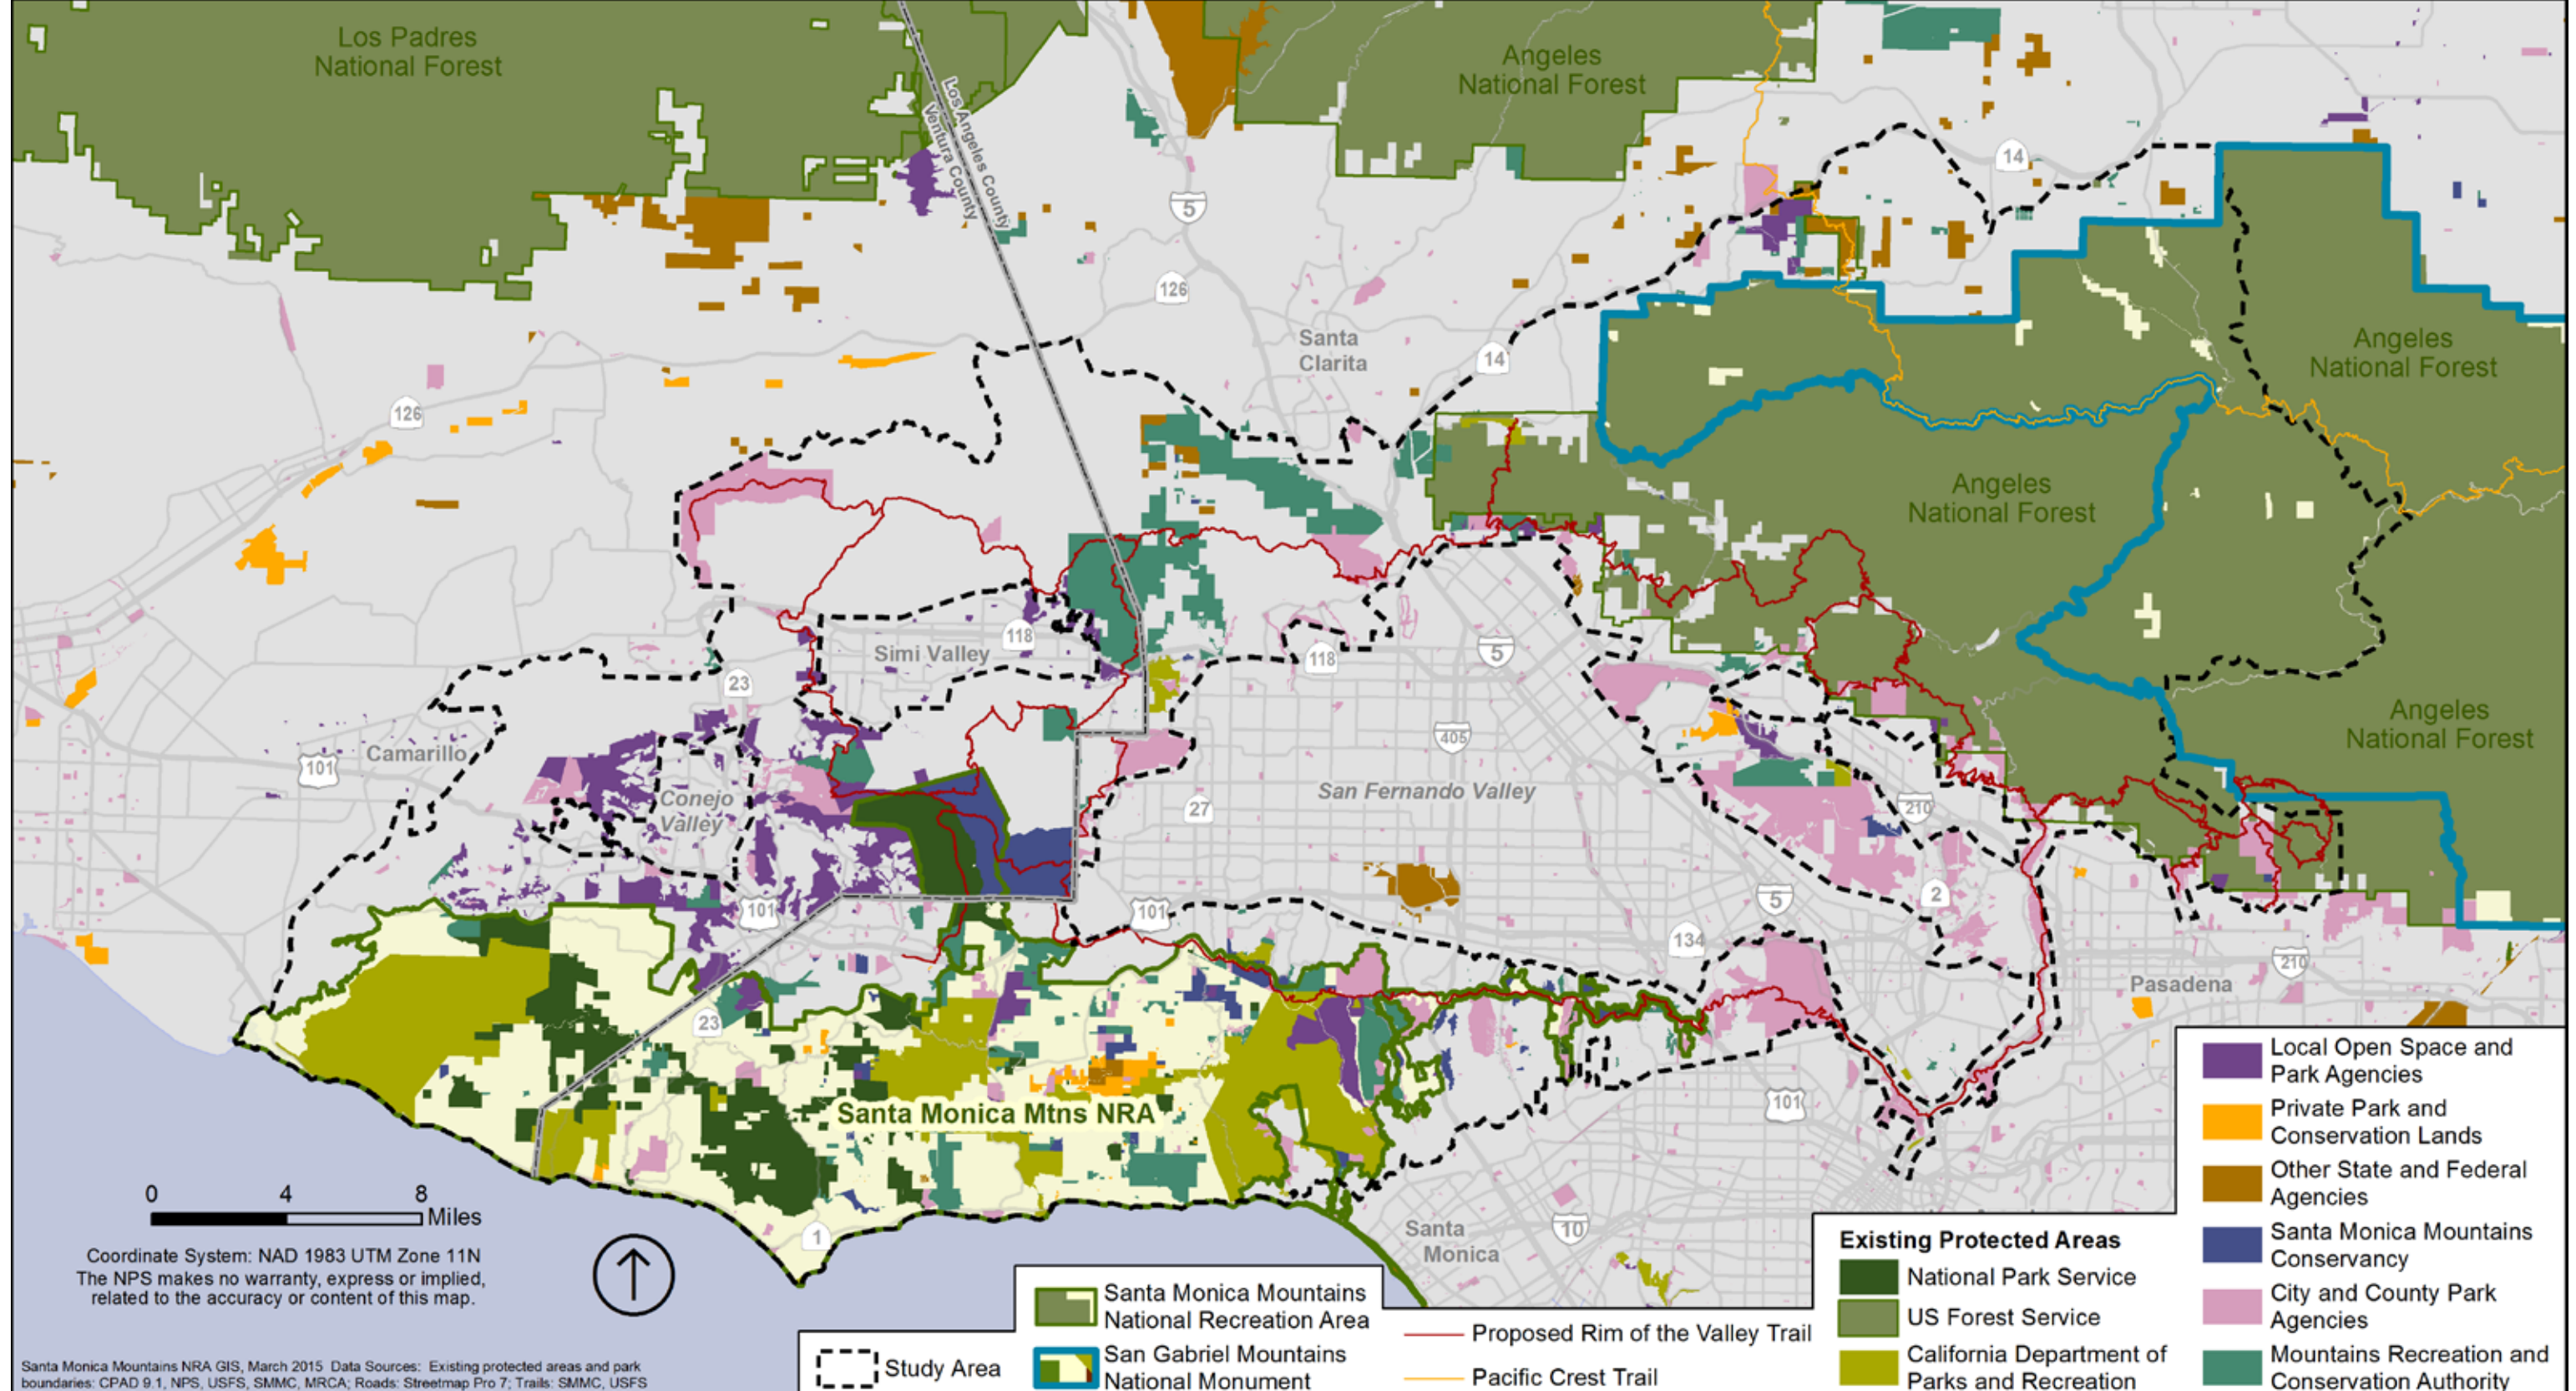 Los Padres
National Forest
Angeles
National Forest
Los Angeles County
Ventura County
14
5
126
Angeles
National Forest
Santa
Clarita
14
126
Angeles
National Forest
118
Simi Valley
118
5
23
Angeles
National Forest
405
Camarillo
101
San Fernando Valley
Conejo
Valley
27
210
2
101
101
5
134
Pasadena
210
23
Santa Monica Mtns NRA
101
Santa
Monica
10
1
0 4 8
Miles
Coordinate System: NAD 1983 UTM Zone 11N
The NPS makes no warranty, express or implied,
related to the accuracy or content of this map.
Santa Monica Mountains NRA GIS, March 2015 Data Sources: Existing protected areas and park
boundaries: CPAD 9.1, NPS, USFS, SMMC, MRCA; Roads: Streetmap Pro 7; Trails: SMMC, USFS
Study Area
Santa Monica Mountains
National Recreation Area
San Gabriel Mountains
National Monument
Proposed Rim of the Valley Trail
Pacific Crest Trail
Existing Protected Areas
National Park Service
US Forest Service
California Department of
Parks and Recreation
Local Open Space and
Park Agencies
Private Park and
Conservation Lands
Other State and Federal
Agencies
Santa Monica Mountains
Conservancy
City and County Park
Agencies
Mountains Recreation and
Conservation Authority